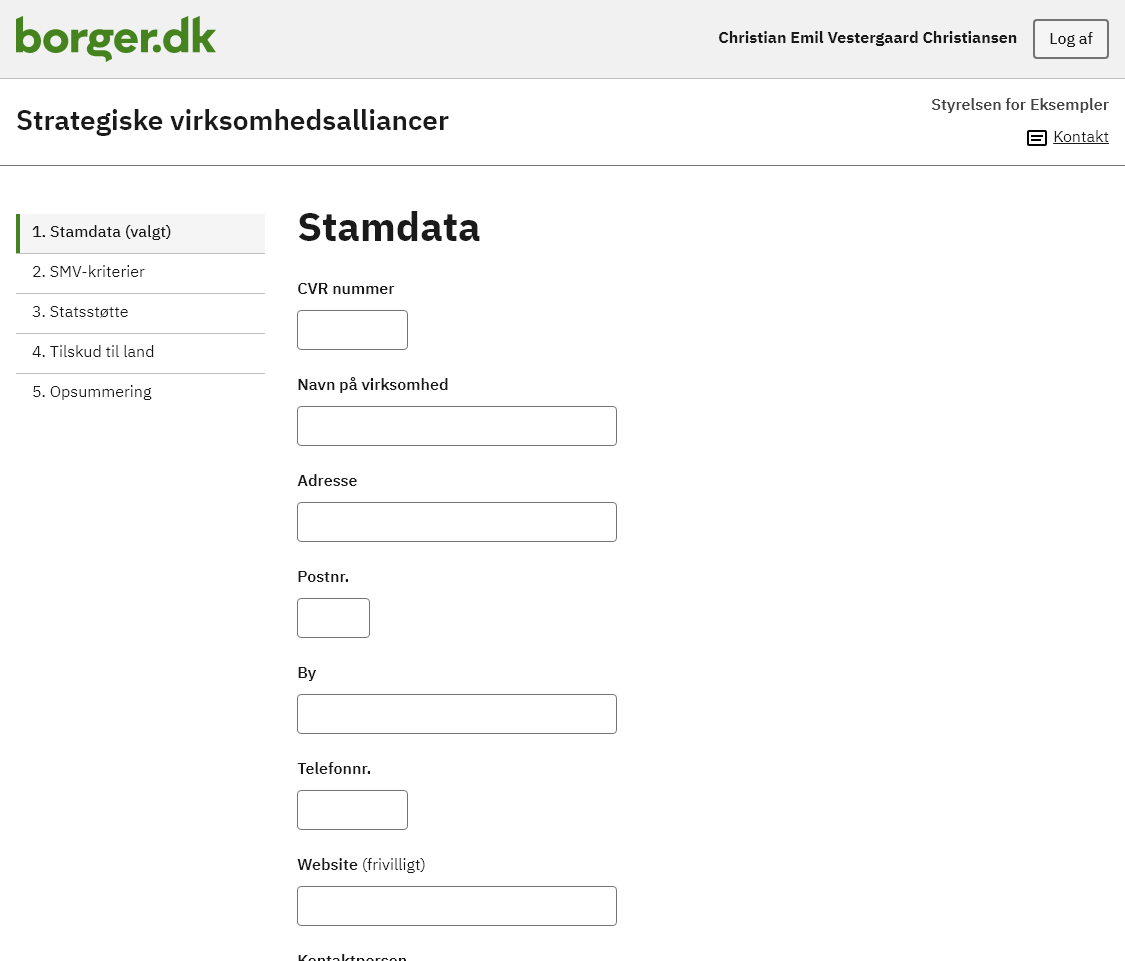 borger.dk
Christian Emil Vestergaard Christiansen
Log af
Strategiske virksomhedsalliancer
Styrelsen for Eksempler
Kontakt
1. Stamdata (valgt)
2. SMV-kriterier
3. Statsstøtte
4. Tilskud til land
5. Opsummering
Stamdata
CVR nummer
Navn på virksomhed
Adresse
Postnr.
By
Telefonnr.
Website (frivilligt)
Kontaktperson